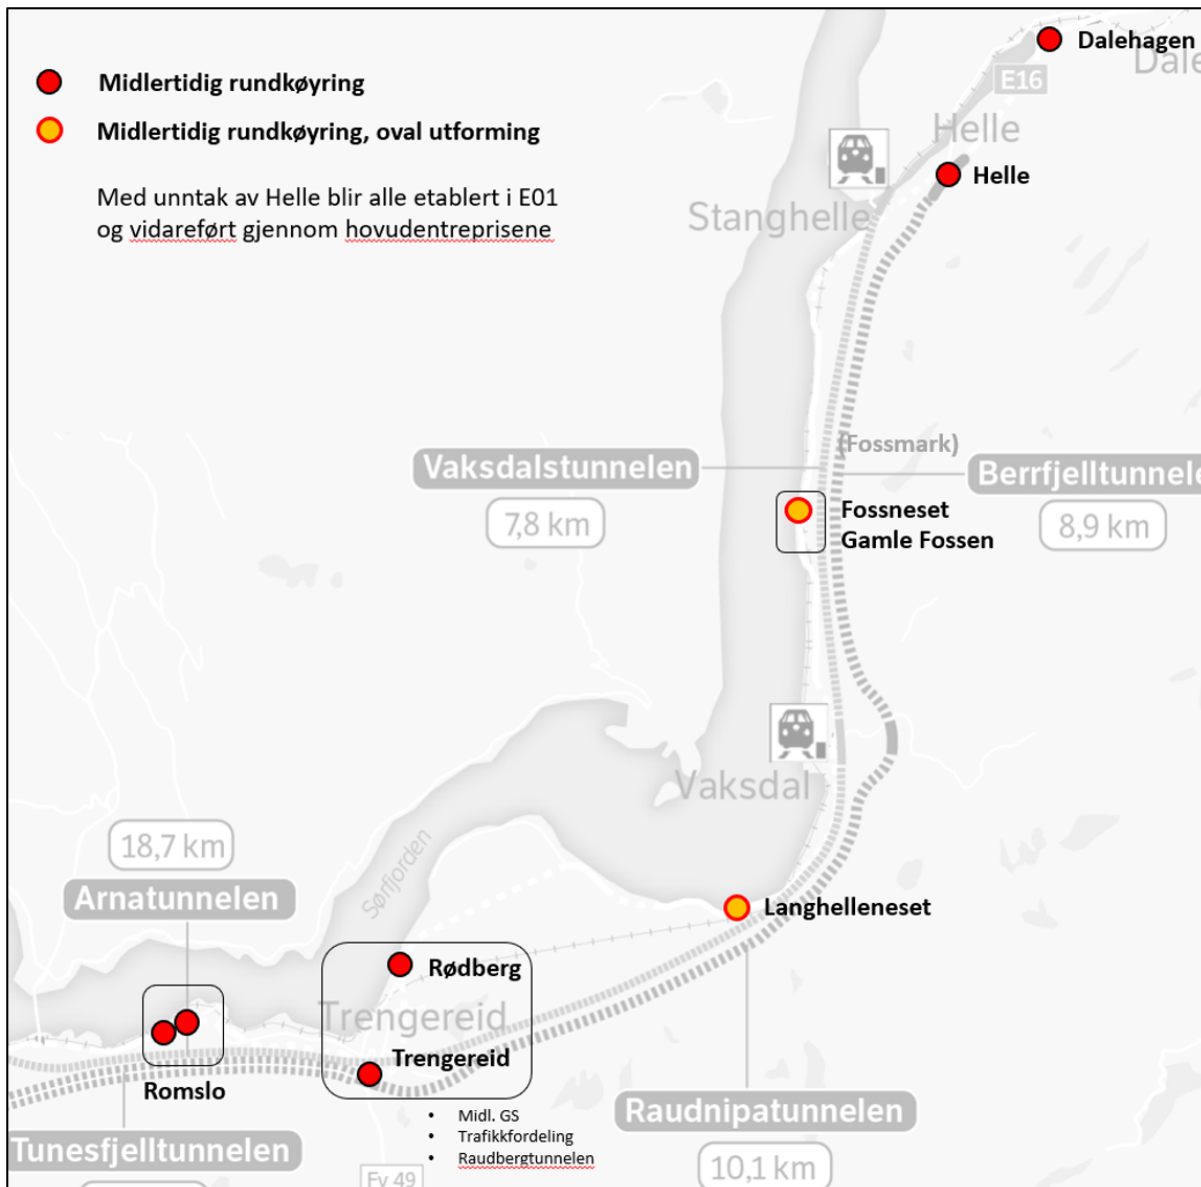 Dalehagen
Dale
E16
Midlertidig rundkøyring
Midlertidig rundkøyring, oval utforming
Helle
Helle
Med unntak av Helle blir alle etablert i E01
og vidareført gjennom hovudentreprisene
Stanghelle
(Fossmark)
Vaksdalstunnelen
7,8 km
Berrfjelltunnele
8,9 km
Fossneset
Gamle Fossen
Vaksdal
18,7 km
Arnatunnelen
Sørfjorden
Langhelleneset
Rødberg
Trengereid
Trengereid
Romslo
Midl. GS
Trafikkfordeling
Raudbergtunnelen
Raudnipatunnelen
10,1 km
Tunesfjelltunnelen
Fv 49